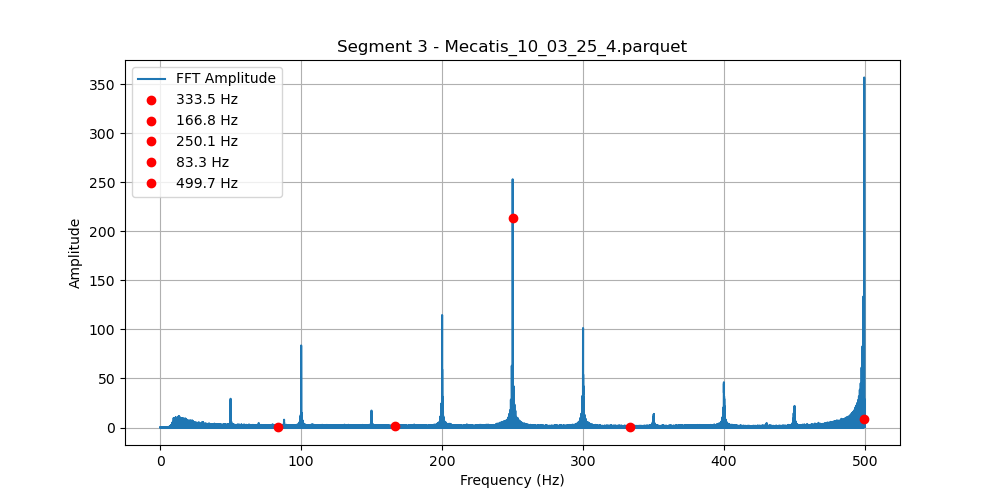 Segment 3 - Mecatis_10_03_25_4.parquet
FFT Amplitude
333.5 Hz
166.8 Hz
250.1 Hz
83.3 Hz
499.7 Hz
350
300
250
200
150
100
50
0
Amplitude
0 100 200 300 400 500
Frequency (Hz)